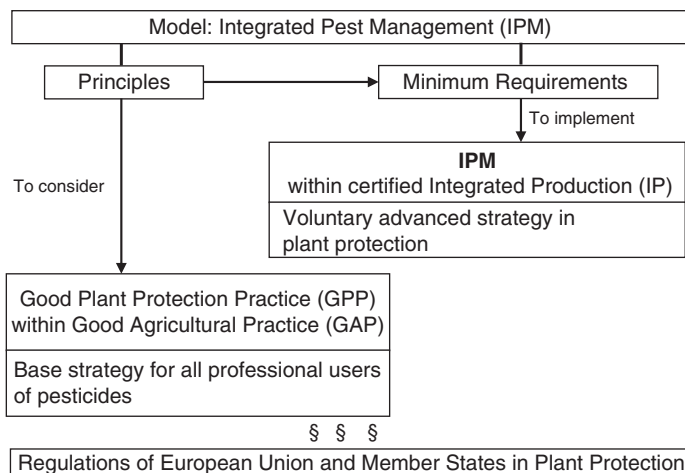 Model: Integrated Pest Management (IPM)
Principles
Minimum Requirements
To implement
IPM
within certified Integrated Production (IP)
To consider
Voluntary advanced strategy in
plant protection
Good Plant Protection Practice (GPP)
within Good Agricultural Practice (GAP)
Base strategy for all professional users
of pesticides
§ § §
Regulations of European Union and Member States in Plant Protection